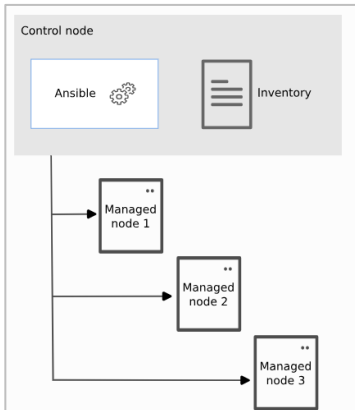 Control node
Ansible
Inventory
Managed
node 1
Managed
node 2
Managed
node 3